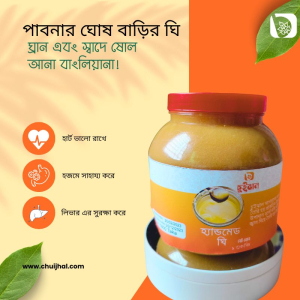 পাবনার ঘোষ বাড়ির ঘি
ঘ্রান এবং স্বাদে ষোল
আনা বাংলিয়ানা।
হার্ট ভালো রাখে
হজমে সাহায্য করে
লিভার এর সুরক্ষা করে
হ্যান্ডমেড
ঘি
www.chuijhal.com